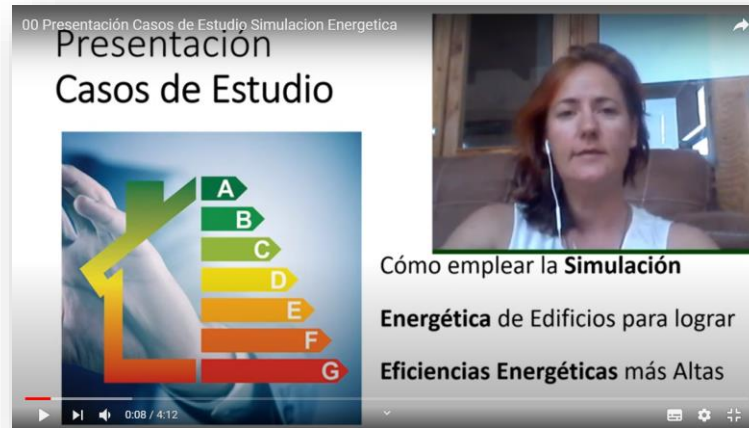 00 Presentación Casos de Estudio Simulacion Energetica
Presentación
Casos de Estudio
A
B
C
D
E
F
G
Cómo emplear la Simulación
Energética de Edificios para lograr
Eficiencias Energéticas más Altas
0:08 / 4:12